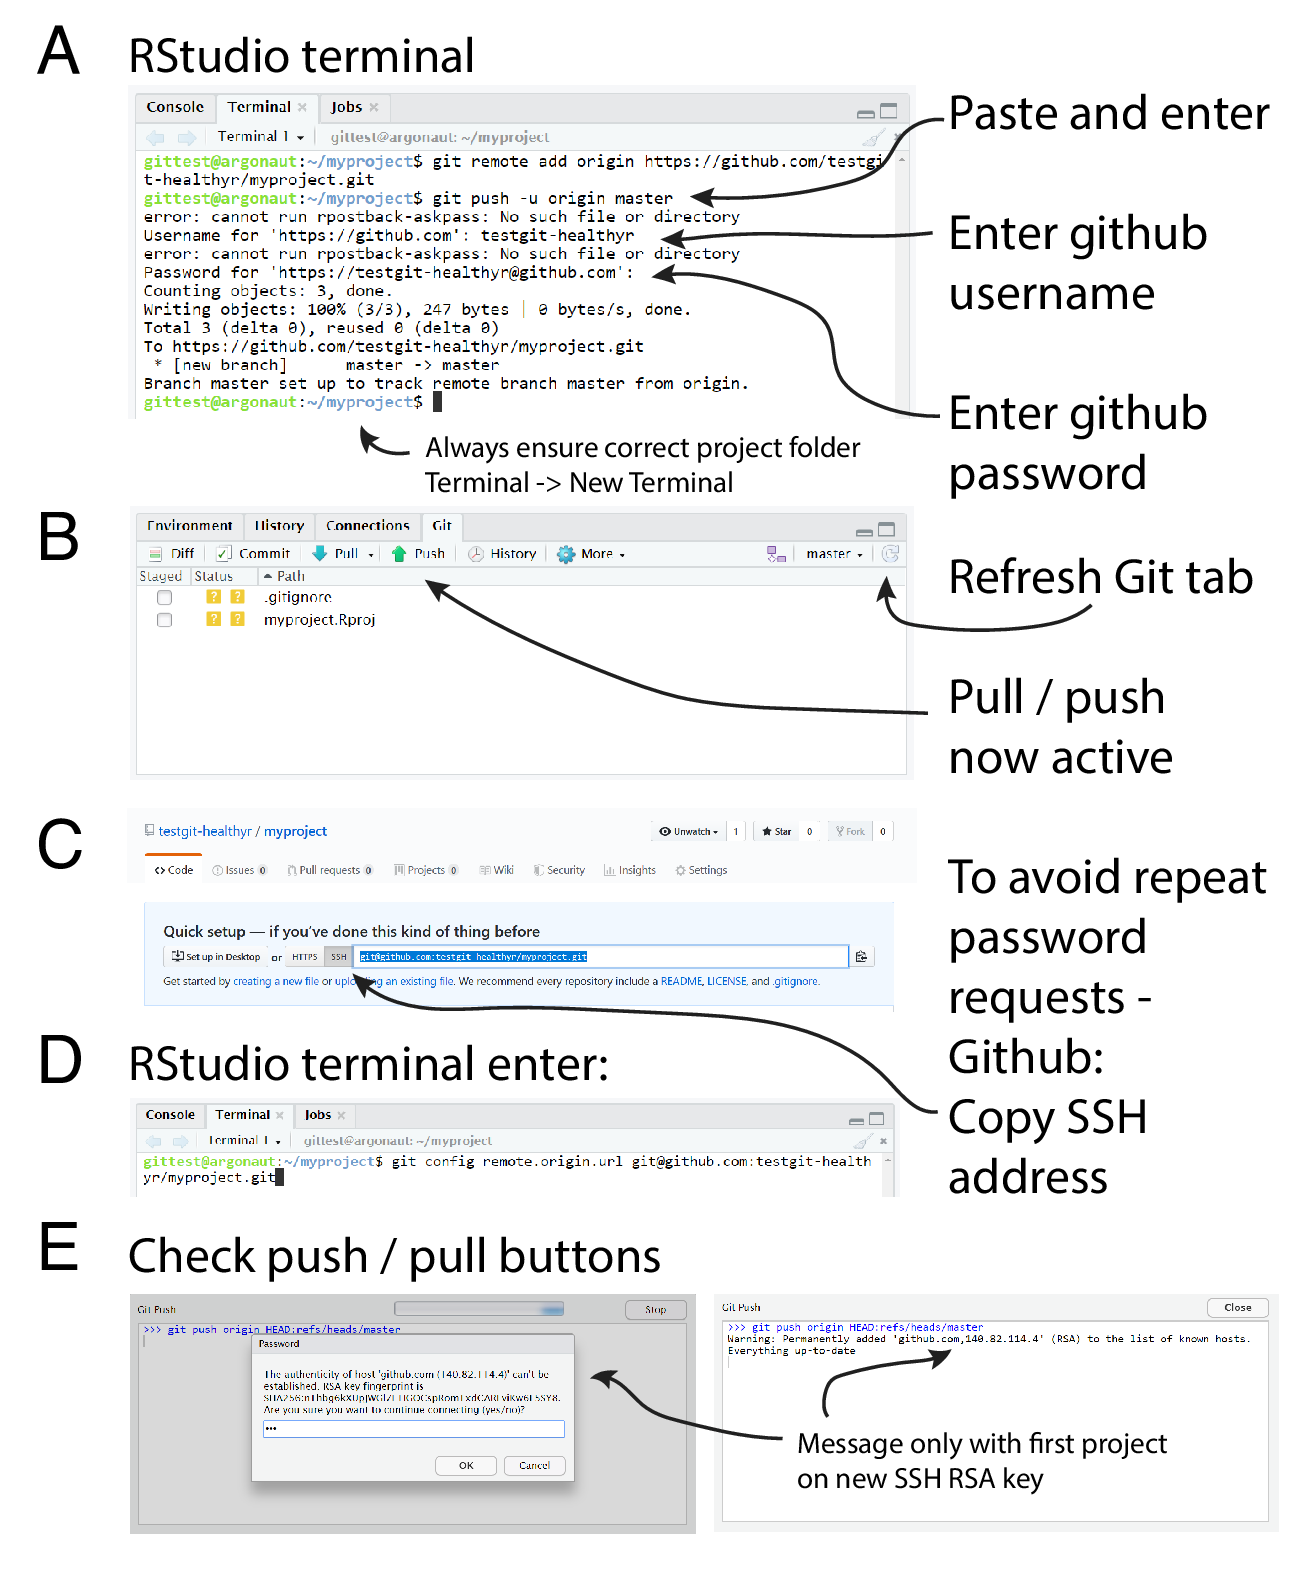 A RStudio terminal
Console Terminal × Jobs ×
Terminal 1 gittest@argonaut: ~/myproject
gittest@argonaut:~/myproject$ git remote add origin https://github.com/testgi
t-healthyr/myproject.git
gittest@argonaut:~/myproject$ git push -u origin master
error: cannot run rpostback-askpass: No such file or directory
Username for 'https://github.com': testgit-healthyr
error: cannot run rpostback-askpass: No such file or directory
Password for 'https://testgit-healthyr@github.com':
Counting objects: 3, done.
Writing objects: 100% (3/3), 247 bytes | 0 bytes/s, done.
Total 3 (delta 0), reused 0 (delta 0)
To https://github.com/testgit-healthyr/myproject.git
* [new branch] master -> master
Branch master set up to track remote branch master from origin.
gittest@argonaut:~/myproject$
Paste and enter
Enter github
username
Enter github
password
Always ensure correct project folder
Terminal -> New Terminal
B
Environment History Connections Git
Diff Commit Pull Push History More master
Staged Status Path
? ? .gitignore
? ? myproject.Rproj
Refresh Git tab
Pull / push
now active
C
testgit-healthyr / myproject Unwatch 1 Star 0 Fork 0
<> Code Issues 0 Pull requests 0 Projects 0 Wiki Security Insights Settings
Quick setup — if you've done this kind of thing before
Set up in Desktop or HTTPS SSH git@github.com:testgit-healthyr/myproject.git
Get started by creating a new file or uploading an existing file. We recommend every repository include a README, LICENSE, and .gitignore.
To avoid repeat
password
requests -
Github:
Copy SSH
address
D RStudio terminal enter:
Console Terminal × Jobs ×
Terminal 1 gittest@argonaut: ~/myproject
gittest@argonaut:~/myproject$ git config remote.origin.url git@github.com:testgit-health
yr/myproject.git
E Check push / pull buttons
Git Push Stop
>>> git push origin HEAD:refs/heads/master
Password
The authenticity of host 'github.com (140.82.114.4)' can't be
established. RSA key fingerprint is
Are you sure you want to continue connecting (yes/no)?
•••
OK Cancel
Git Push Close
>>> git push origin HEAD:refs/heads/master
Warning: Permanently added 'github.com,140.82.114.4' (RSA) to the list of known hosts.
Everything up-to-date
Message only with first project
on new SSH RSA key